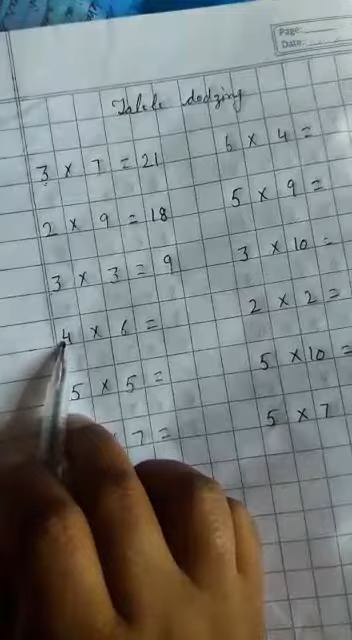 Page:
Date:
Table dodging
3 × 7 = 21
2 × 9 = 18
3 × 3 = 9
4 × 6 =
5 × 5 =
× 7 =
6 × 4 =
5 × 9 =
3 × 10 =
2 × 2 =
5 × 10 =
5 × 7